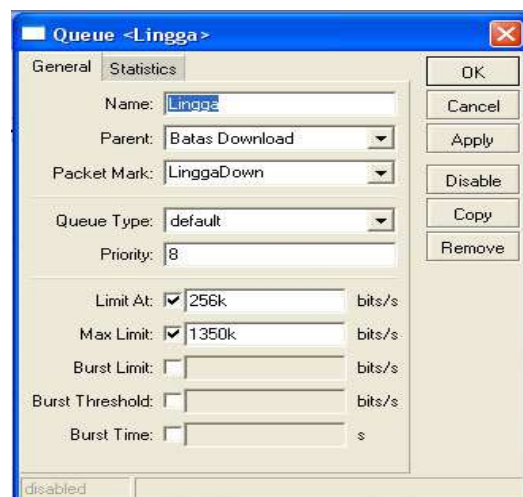 Queue <Lingga>
General Statistics
Name: Lingga
Parent: Batas Download
Packet Mark: LinggaDown
Queue Type: default
Priority: 8
Limit At: 256k bits/s
Max Limit: 1350k bits/s
Burst Limit: bits/s
Burst Threshold: bits/s
Burst Time: s
OK
Cancel
Apply
Disable
Copy
Remove
disabled